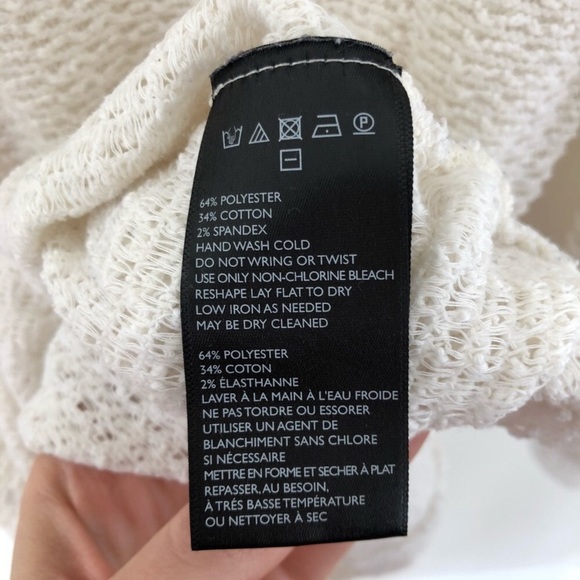 P
64% POLYESTER
34% COTTON
2% SPANDEX
HAND WASH COLD
DO NOT WRING OR TWIST
USE ONLY NON-CHLORINE BLEACH
RESHAPE LAY FLAT TO DRY
LOW IRON AS NEEDED
MAY BE DRY CLEANED
64% POLYESTER
34% COTON
2% ÉLASTHANNE
LAVER À LA MAIN À L'EAU FROIDE
NE PAS TORDRE OU ESSORER
UTILISER UN AGENT DE
BLANCHIMENT SANS CHLORE
SI NÉCESSAIRE
METTRE EN FORME ET SÉCHER À PLAT
REPASSER, AU BESOIN,
À TRÉS BASSE TEMPÉRATURE
OU NETTOYER À SEC